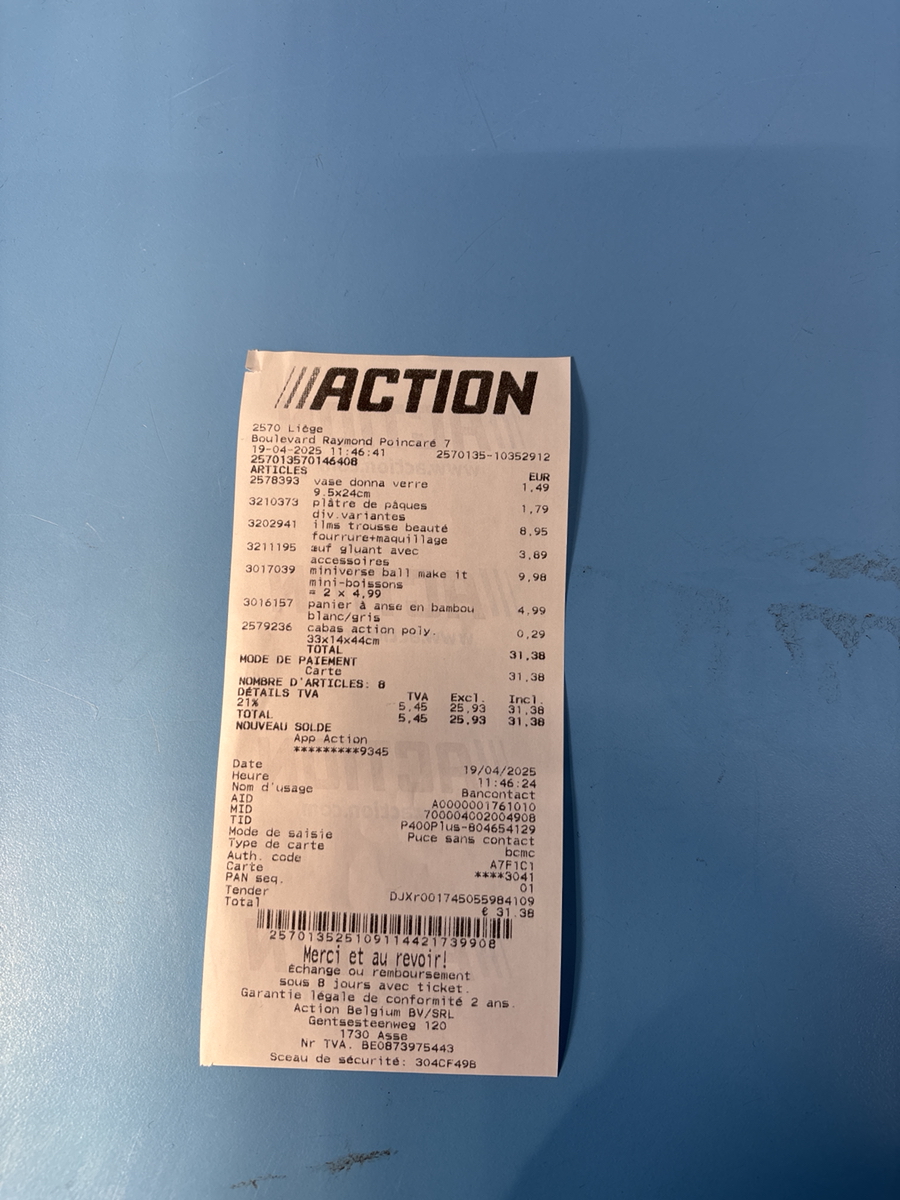 ///ACTION
2570 Liége
Boulevard Raymond Poincaré 7
19-04-2025 11:46:41 2570135-10352912
257013570146408
ARTICLES EUR
2578393 vase donna verre 1,49
9.5x24cm
3210373 plâtre de pâques 1,79
div.variantes
3202941 ilms trousse beauté 8,95
fourrure+maquillage
3211195 œuf gluant avec 3,89
accessoires
3017039 miniverse ball make it 9,98
mini-boissons
= 2 x 4,99
3016157 panier à anse en bambou 4,99
blanc/gris
2579236 cabas action poly. 0,29
33x14x44cm
TOTAL 31,38
MODE DE PAIEMENT
Carte 31,38
NOMBRE D'ARTICLES: 8
DÉTAILS TVA TVA Excl. Incl.
21% 5,45 25,93 31,38
TOTAL 5,45 25,93 31,38
NOUVEAU SOLDE
App Action
*********9345
Date 19/04/2025
Heure 11:46:24
Nom d'usage Bancontact
AID A0000001761010
MID 700004002004908
TID P400Plus-804654129
Mode de saisie Puce sans contact
Type de carte bcmc
Auth. code A7F1C1
Carte ****3041
PAN seq. 01
Tender DJXr001745055984109
Total € 31.38
257013525109114421739908
Merci et au revoir!
Échange ou remboursement
sous 8 jours avec ticket.
Garantie légale de conformité 2 ans.
Action Belgium BV/SRL
Gentsesteenweg 120
1730 Asse
Nr TVA. BE0873975443
Sceau de sécurité: 304CF49B